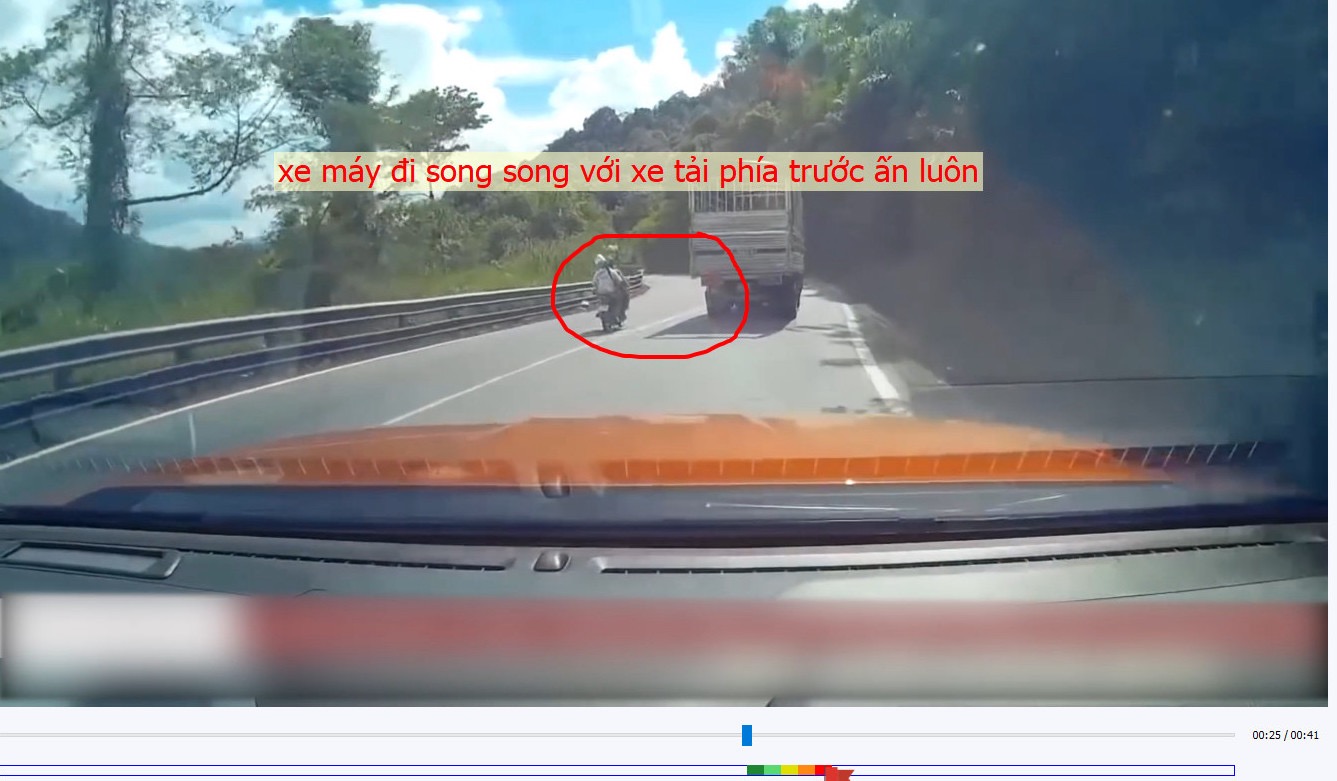 xe máy đi song song với xe tải phía trước ấn luôn
00:25 / 00:41